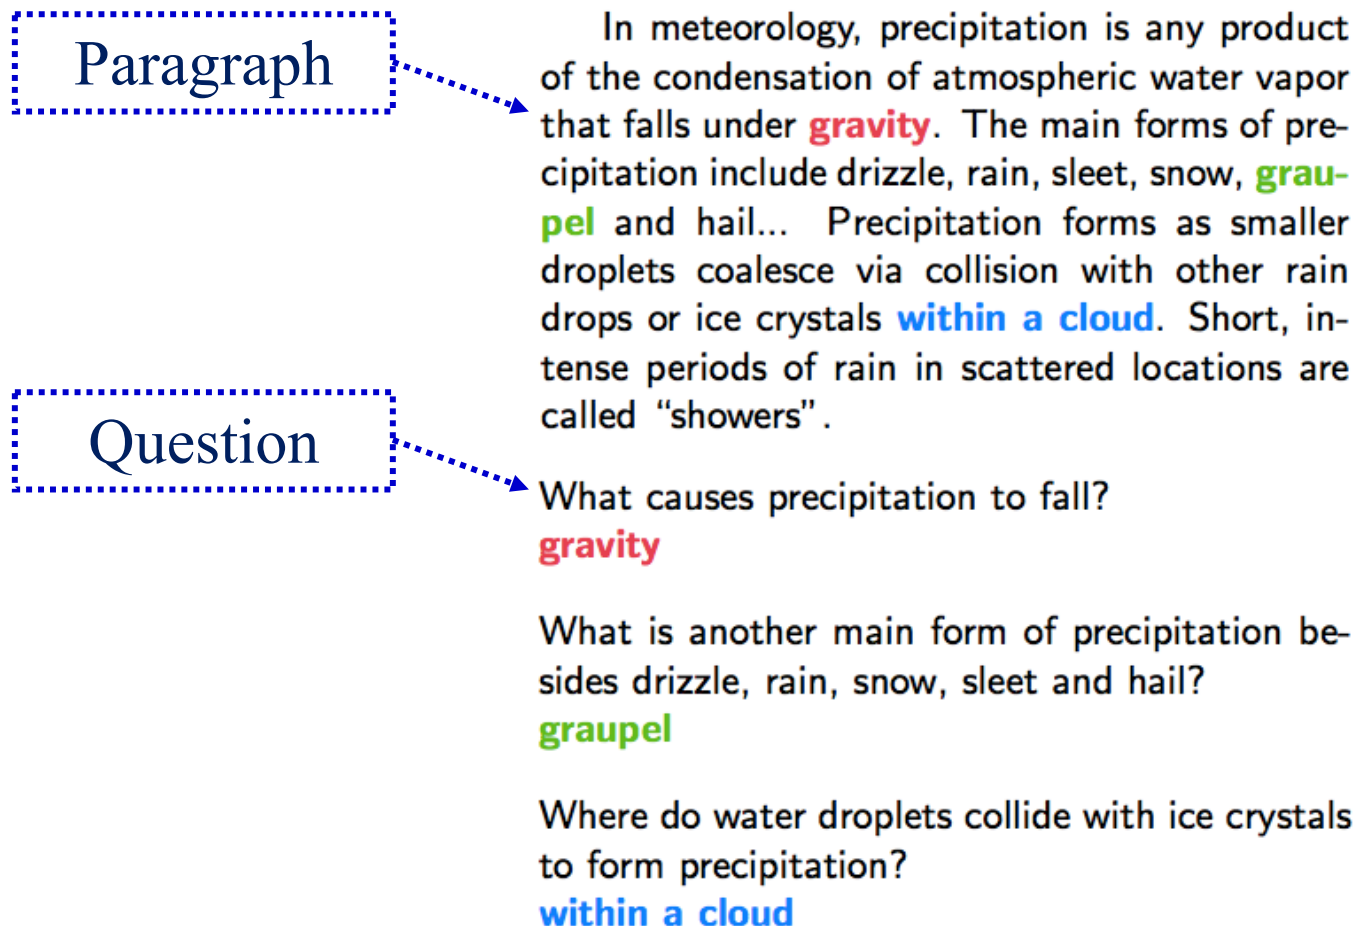 Paragraph
In meteorology, precipitation is any product
of the condensation of atmospheric water vapor
that falls under gravity. The main forms of pre-
cipitation include drizzle, rain, sleet, snow, grau-
pel and hail... Precipitation forms as smaller
droplets coalesce via collision with other rain
drops or ice crystals within a cloud. Short, in-
tense periods of rain in scattered locations are
called “showers”.
Question
What causes precipitation to fall?
gravity
What is another main form of precipitation be-
sides drizzle, rain, snow, sleet and hail?
graupel
Where do water droplets collide with ice crystals
to form precipitation?
within a cloud